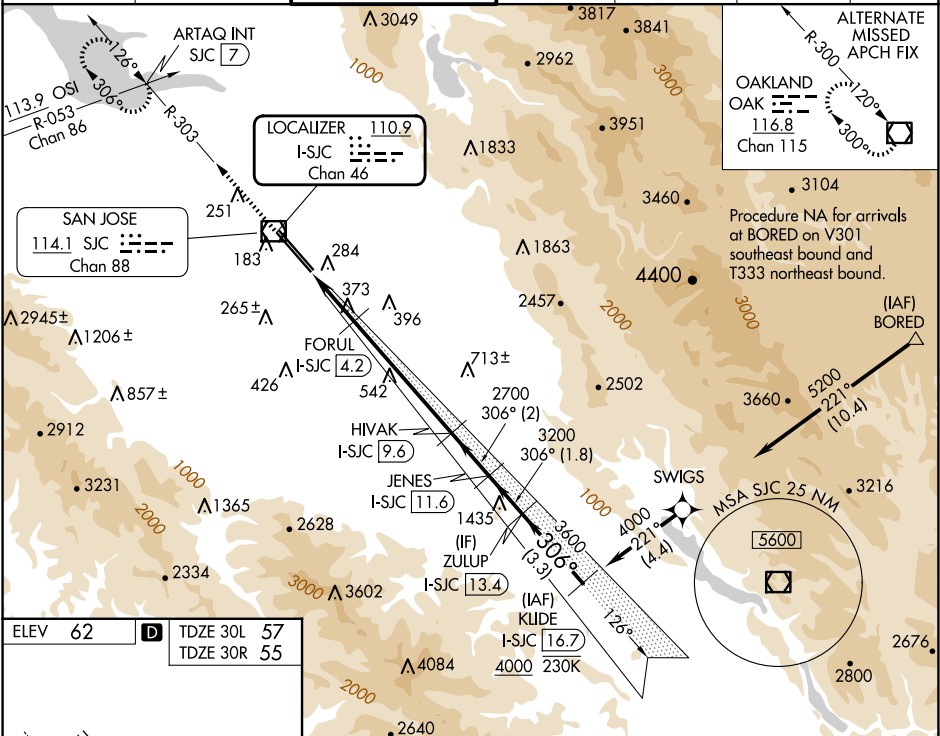 3049
3817
3841
2962
1000
3000
ARTAQ INT
SJC 7
126°
306°
113.9 OSI
R-053
Chan 86
R-303
LOCALIZER 110.9
I-SJC
Chan 46
3951
1833
ALTERNATE
MISSED
APCH FIX
R-300
OAKLAND
OAK
116.8
Chan 115
120°
300°
251
3460
3104
SAN JOSE
114.1 SJC
Chan 88
183
284
1863
4400
Procedure NA for arrivals
at BORED on V301
southeast bound and
T333 northeast bound.
2945±
1206±
265±
373
396
2457
2000
3000
(IAF)
BORED
FORUL
I-SJC 4.2
426
542
713±
2502
3660
5200
221°
(10.4)
857±
2912
2700
306° (2)
HIVAK
I-SJC 9.6
3200
306° (1.8)
JENES
I-SJC 11.6
3231
1000
2000
1365
2628
1435
1000
SWIGS
4000
221°
(4.4)
MSA SJC 25 NM
5600
3216
(IF)
ZULUP
I-SJC 13.4
3600
306°
(3.3)
2334
3000
3602
(IAF)
KLIDE
I-SJC 16.7
4000 230K
126°
ELEV 62
D
TDZE 30L 57
TDZE 30R 55
4084
2000
2640
2676
2800